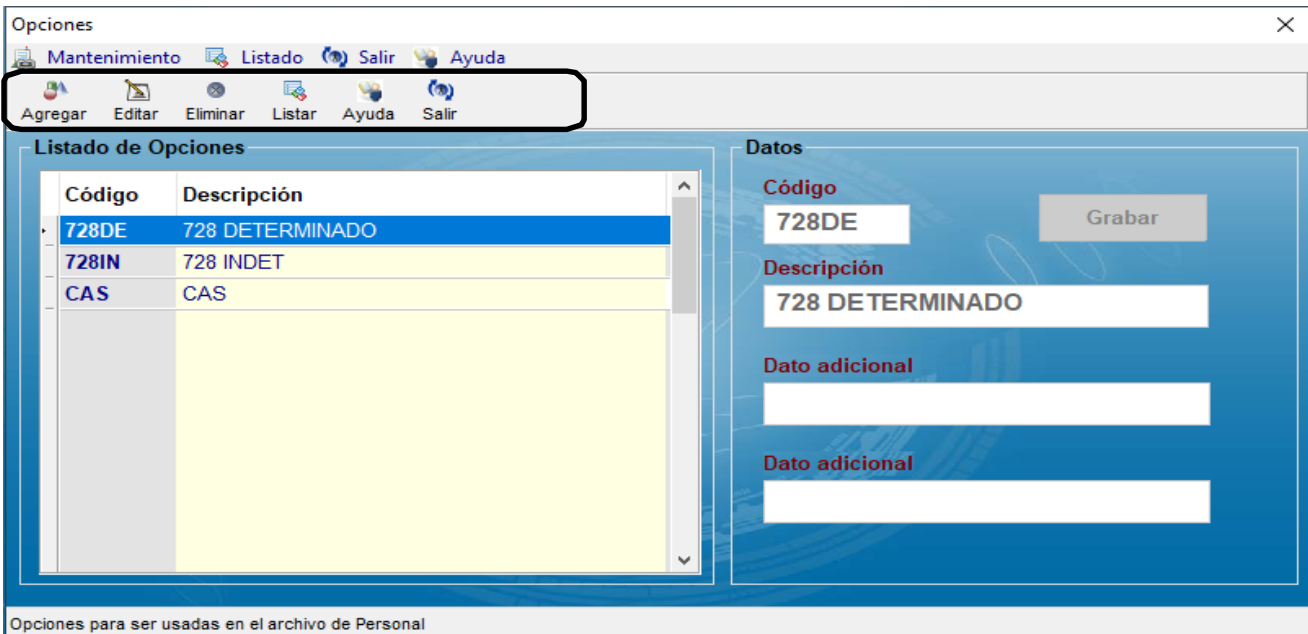 Opciones
Mantenimiento Listado Salir Ayuda
Agregar Editar Eliminar Listar Ayuda Salir
Listado de Opciones
Código Descripción
728DE 728 DETERMINADO
728IN 728 INDET
CAS CAS
Datos
Código
728DE Grabar
Descripción
728 DETERMINADO
Dato adicional
Dato adicional
Opciones para ser usadas en el archivo de Personal